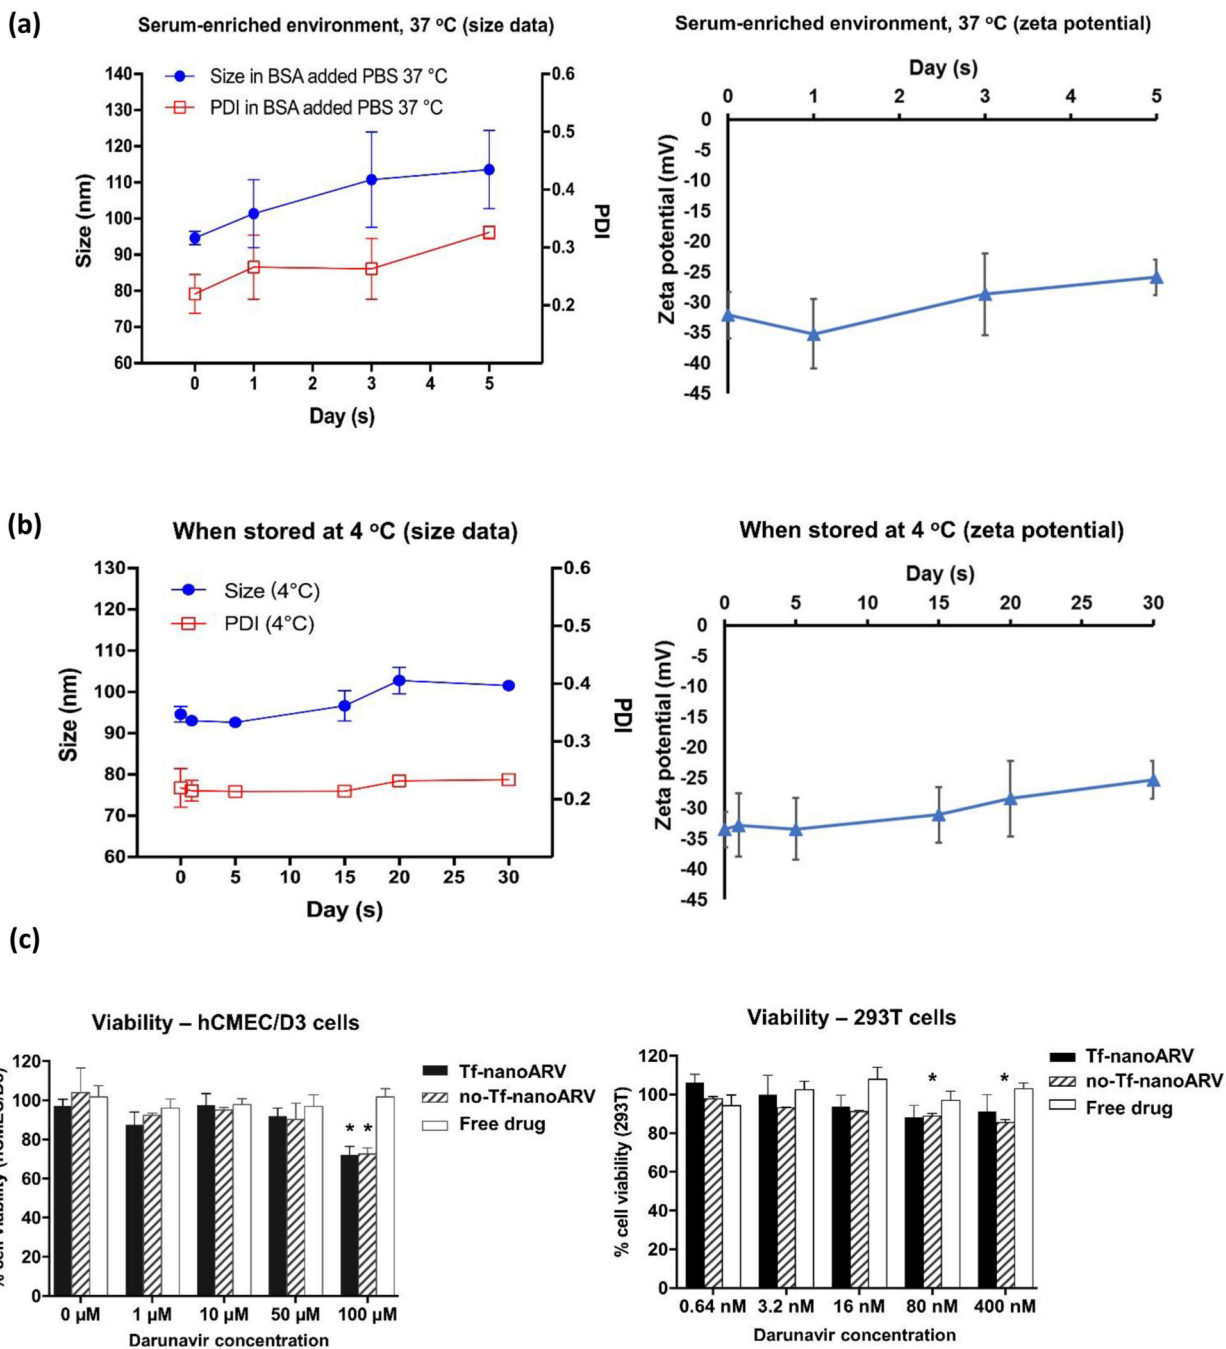 (a)
Serum-enriched environment, 37 °C (size data)
Size in BSA added PBS 37 °C
PDI in BSA added PBS 37 °C
140
130
120
110
100
90
80
70
60
Size (nm)
0.6
0.5
0.4
0.3
0.2
PDI
0 1 2 3 4 5
Day (s)
Serum-enriched environment, 37 °C (zeta potential)
Day (s)
0 1 2 3 4 5
0
-5
-10
-15
-20
-25
-30
-35
-40
-45
Zeta potential (mV)
(b)
When stored at 4 °C (size data)
Size (4°C)
PDI (4°C)
130
120
110
100
90
80
70
60
Size (nm)
0.6
0.5
0.4
0.3
0.2
PDI
0 5 10 15 20 25 30
Day (s)
When stored at 4 °C (zeta potential)
Day (s)
0 5 10 15 20 25 30
0
-5
-10
-15
-20
-25
-30
-35
-40
-45
Zeta potential (mV)
(c)
Viability – hCMEC/D3 cells
Tf-nanoARV
no-Tf-nanoARV
Free drug
120
100
80
60
40
20
0
* *
0 µM 1 µM 10 µM 50 µM 100 µM
Darunavir concentration
Viability – 293T cells
Tf-nanoARV
no-Tf-nanoARV
Free drug
% cell viability (293T)
120
100
80
60
40
20
0
* *
0.64 nM 3.2 nM 16 nM 80 nM 400 nM
Darunavir concentration